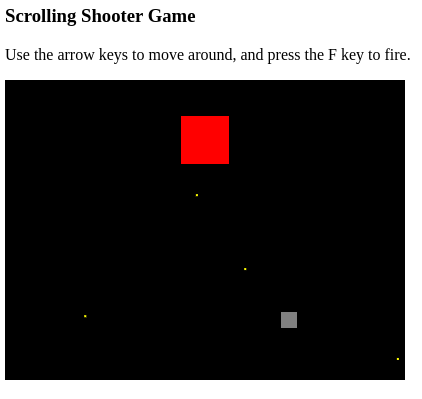 Scrolling Shooter Game
Use the arrow keys to move around, and press the F key to fire.